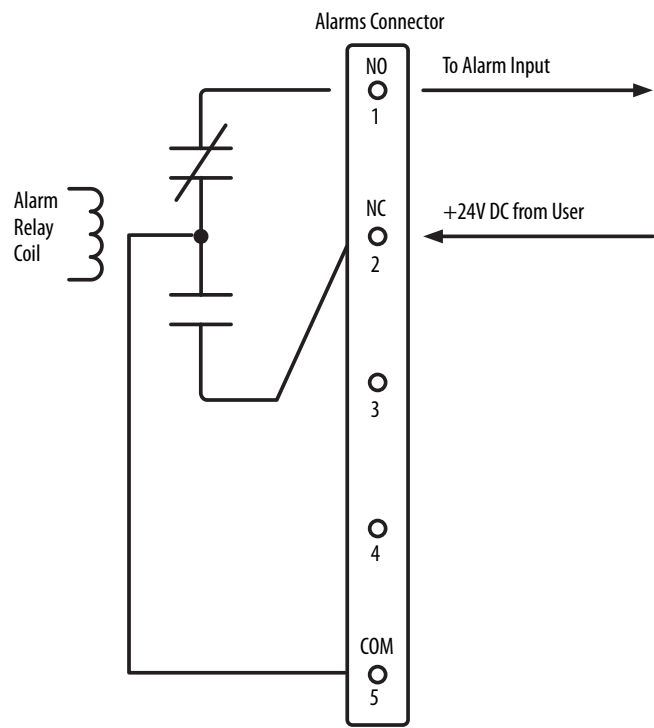 Alarms Connector
NO
To Alarm Input
1
Alarm
Relay
Coil
NC
+24V DC from User
2
3
4
COM
5